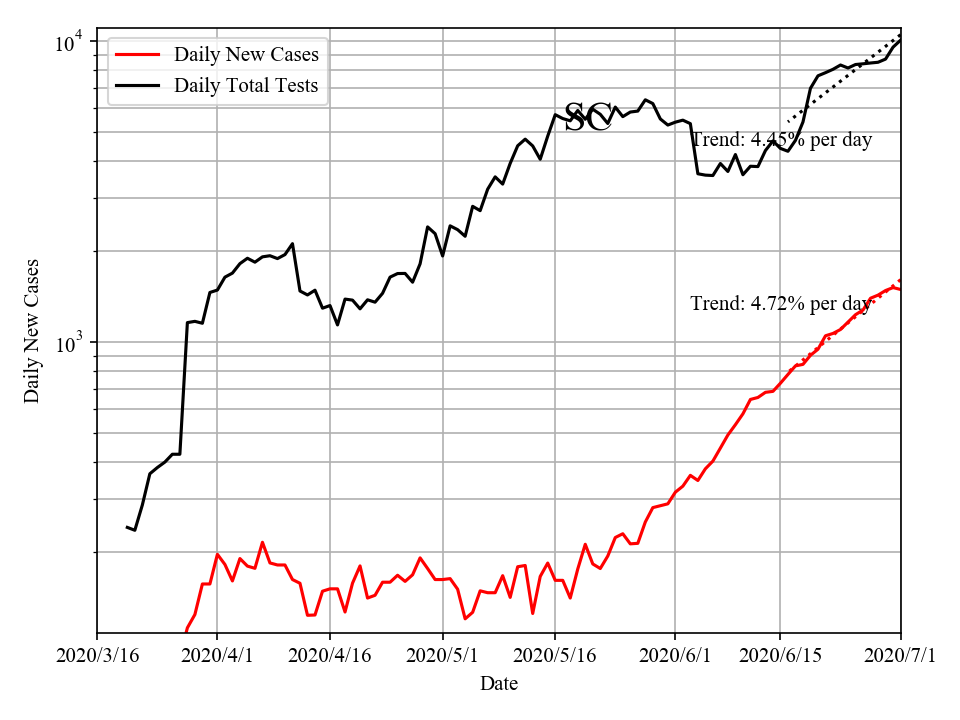 10^4
Daily New Cases
Daily Total Tests
SC
Trend: 4.45% per day
Trend: 4.72% per day
10^3
Daily New Cases
2020/3/16 2020/4/1 2020/4/16 2020/5/1 2020/5/16 2020/6/1 2020/6/15 2020/7/1
Date